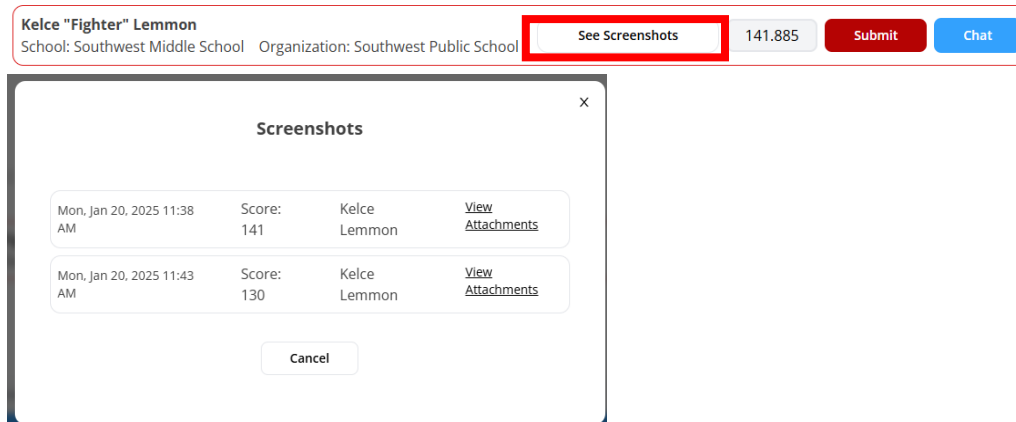 Kelce "Fighter" Lemmon
School: Southwest Middle School Organization: Southwest Public School
See Screenshots
141.885
Submit
Chat
X
Screenshots
Mon, Jan 20, 2025 11:38
AM
Score:
141
Kelce
Lemmon
View
Attachments
Mon, Jan 20, 2025 11:43
AM
Score:
130
Kelce
Lemmon
View
Attachments
Cancel